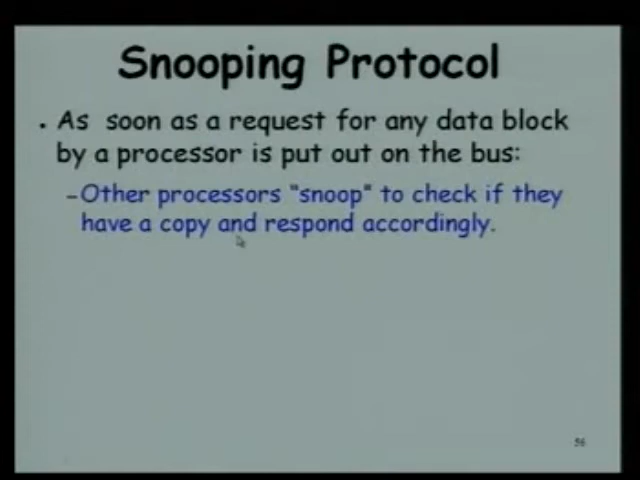 Snooping Protocol
• As soon as a request for any data block
by a processor is put out on the bus:
–Other processors "snoop" to check if they
have a copy and respond accordingly.
56